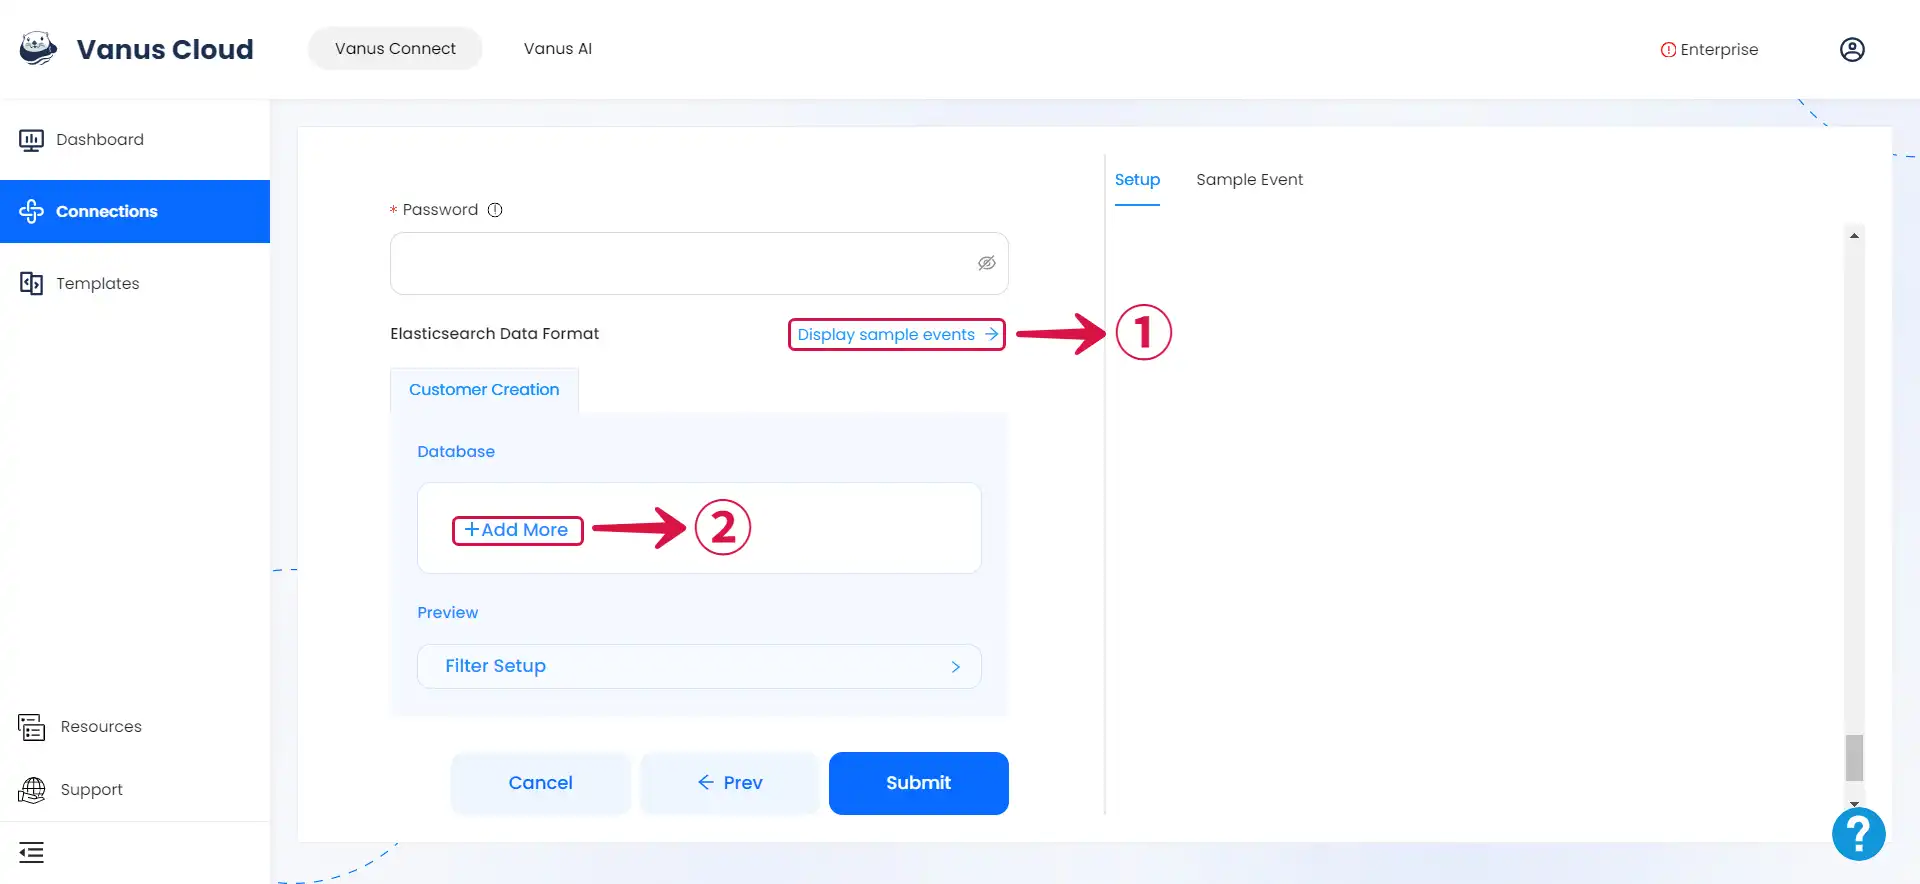 Vanus Cloud
Vanus Connect
Vanus AI
Enterprise
Dashboard
Connections
Templates
Resources
Support
* Password
Elasticsearch Data Format
Display sample events →
1
Customer Creation
Database
+Add More
2
Preview
Filter Setup >
Cancel
← Prev
Submit
Setup
Sample Event
?